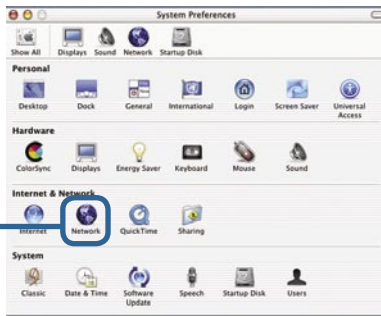 System Preferences
Show All Displays Sound Network Startup Disk
Personal
Desktop Dock General International Login Screen Saver Universal Access
Hardware
ColorSync Displays Energy Saver Keyboard Mouse Sound
Internet & Network
Internet Network QuickTime Sharing
System
Classic Date & Time Software Update Speech Startup Disk Users